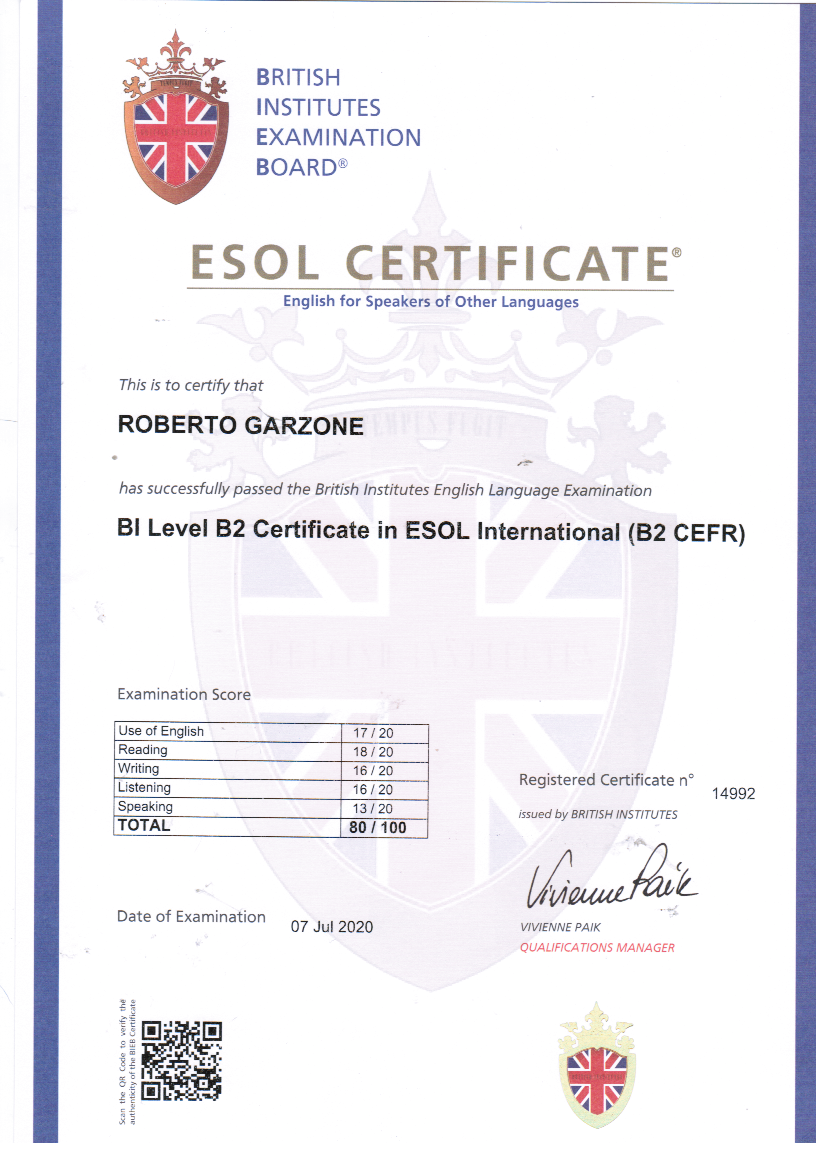 BRITISH
INSTITUTES
EXAMINATION
BOARD®
ESOL CERTIFICATE®
English for Speakers of Other Languages
This is to certify that
ROBERTO GARZONE
TEMPUS FUGIT
has successfully passed the British Institutes English Language Examination
BI Level B2 Certificate in ESOL International (B2 CEFR)
BRITISH INSTITUTES
Examination Score
Use of English 17 / 20
Reading 18 / 20
Writing 16 / 20
Listening 16 / 20
Speaking 13 / 20
TOTAL 80 / 100
Registered Certificate n° 14992
issued by BRITISH INSTITUTES
Vivienne Paik
Date of Examination 07 Jul 2020
VIVIENNE PAIK
QUALIFICATIONS MANAGER
Scan the QR Code to verify the
authenticity of the BIEB Certificate